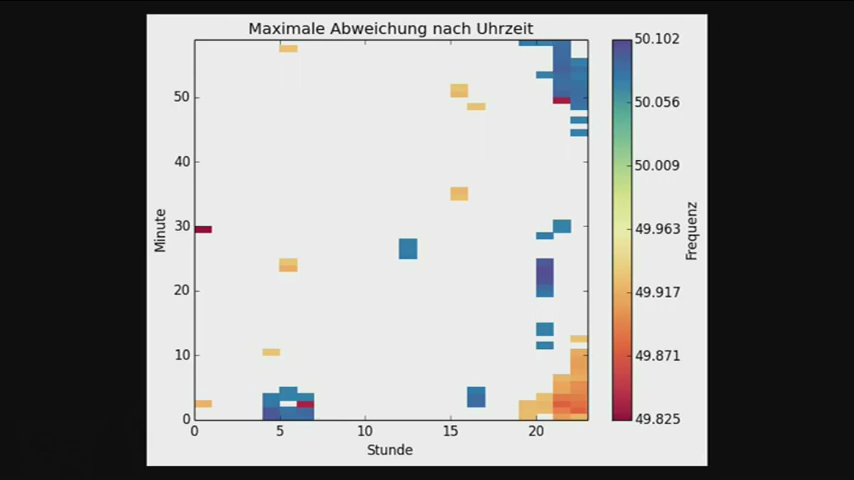 Maximale Abweichung nach Uhrzeit
50
40
30
20
10
0
Minute
0 5 10 15 20
Stunde
50.102
50.056
50.009
49.963
49.917
49.871
49.825
Frequenz